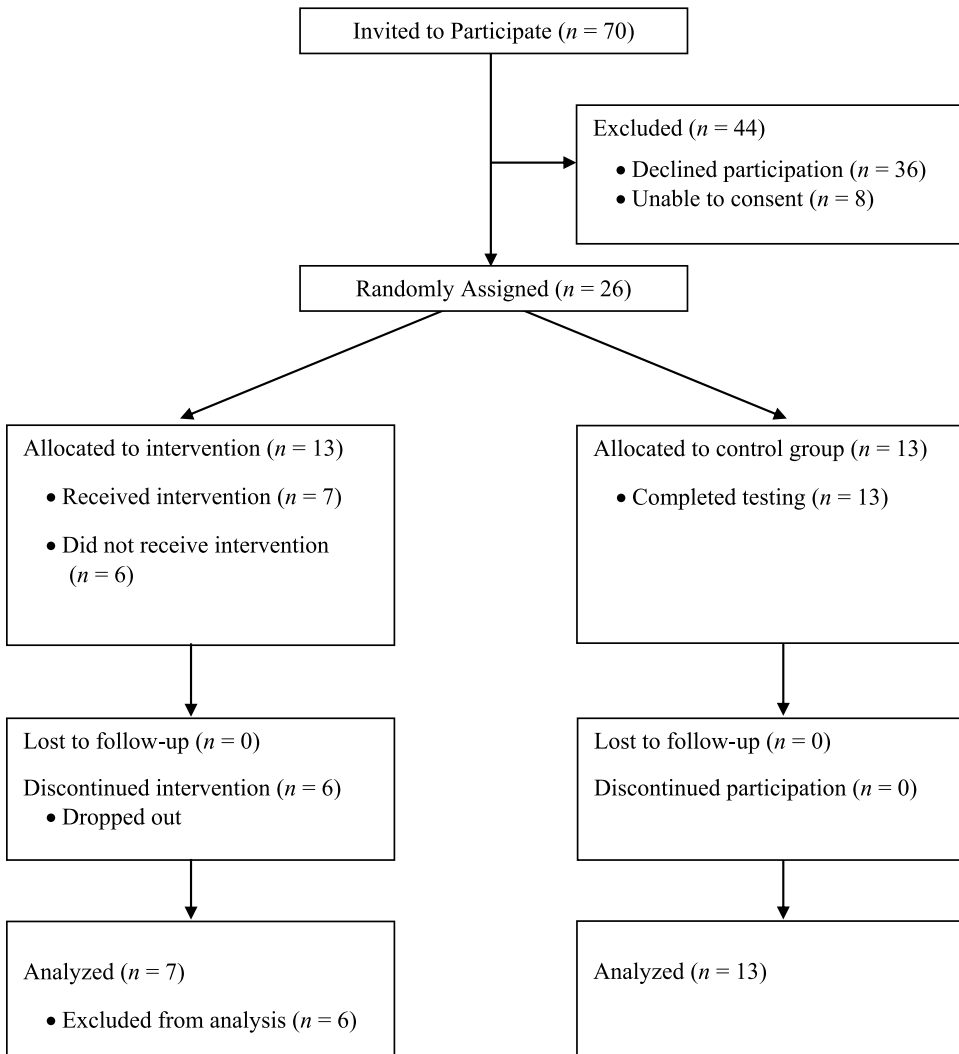 Invited to Participate (n = 70)
Excluded (n = 44)
• Declined participation (n = 36)
• Unable to consent (n = 8)
Randomly Assigned (n = 26)
Allocated to intervention (n = 13)
• Received intervention (n = 7)
• Did not receive intervention
(n = 6)
Allocated to control group (n = 13)
• Completed testing (n = 13)
Lost to follow-up (n = 0)
Discontinued intervention (n = 6)
• Dropped out
Lost to follow-up (n = 0)
Discontinued participation (n = 0)
Analyzed (n = 7)
• Excluded from analysis (n = 6)
Analyzed (n = 13)